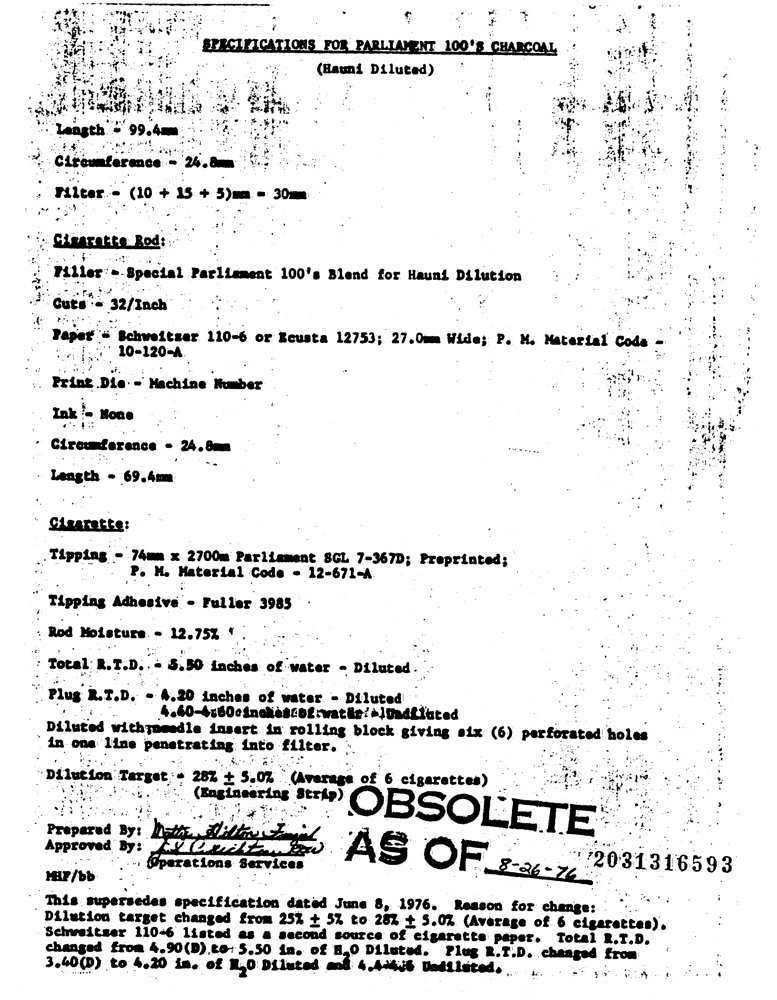 SPECIFICATIONS FOR PARLIAMENT 100'S CHARCOAL
(Hauni Diluted)
Length - 99.4mm
Circumference - 24.8mm
Filter - (10 + 15 + 5)mm - 30mm
Cigarette Rod:
Filler - Special Parliament 100's Blend for Hauni Dilution
Cuts - 32/Inch
Paper - Schweitzer 110-6 or Ecusta 12753; 27.0mm Wide; P. M. Material Code -
10-120-A
Print Die - Machine Number
Ink - None
Circumference - 24.8mm
Length - 69.4mm
Cigarette:
Tipping - 74mm x 2700m Parliament SGL 7-367D; Preprinted;
P. M. Material Code - 12-671-A
Tipping Adhesive - Fuller 3985
Rod Moisture - 12.75%
Total R.T.D. - 5.50 inches of water - Diluted
Plug R.T.D. - 4.20 inches of water - Diluted
4.40-4.60 inches of water - Undiluted
Diluted with needle insert in rolling block giving six (6) perforated holes
in one line penetrating into filter.
Dilution Target - 28% ± 5.0% (Average of 6 cigarettes)
(Engineering Strip)
OBSOLETE
AS OF 8-26-76
2031316593
Prepared By: Hilton
Approved By:
Operations Services
MHF/bb
This supersedes specification dated June 8, 1976. Reason for change:
Dilution target changed from 25% ± 5% to 28% ± 5.0% (Average of 6 cigarettes).
Schweitzer 110-6 listed as a second source of cigarette paper. Total R.T.D.
changed from 4.90(D) to 5.50 in. of H2O Diluted. Plug R.T.D. changed from
3.40(D) to 4.20 in. of H2O Diluted and Undiluted.